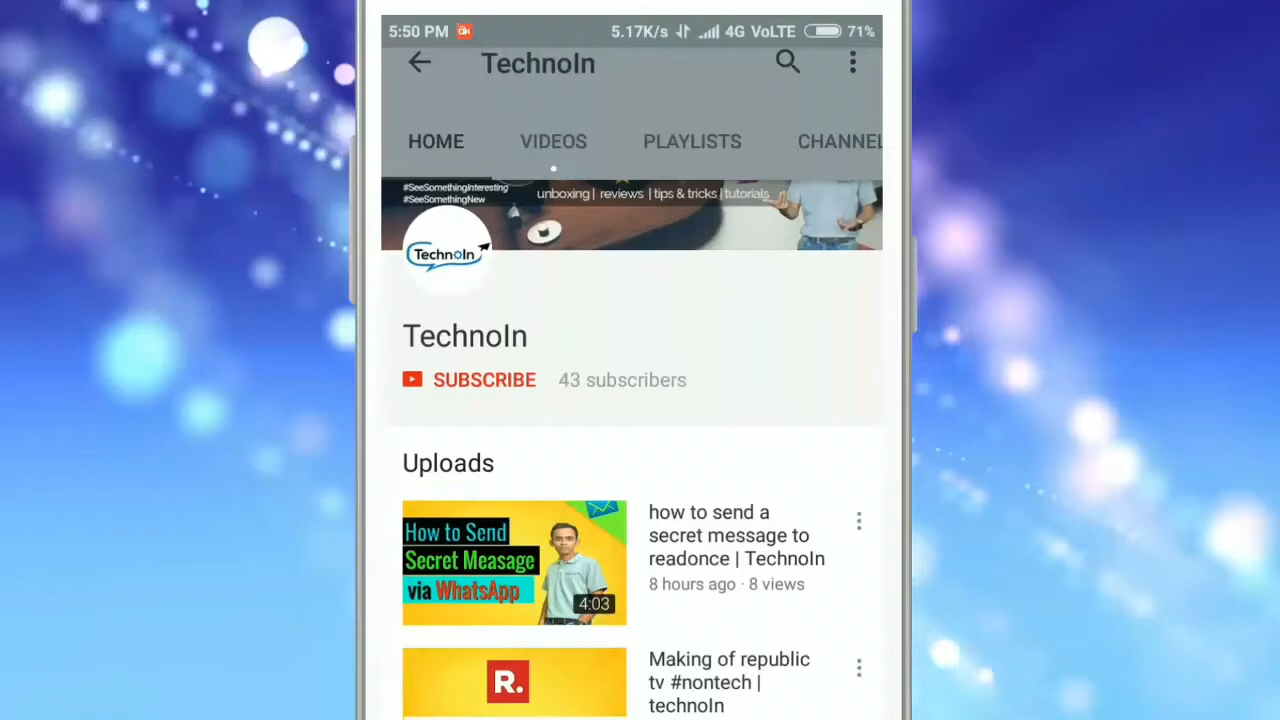 5:50 PM 5.17K/s 4G VoLTE 71%
TechnoIn
HOME VIDEOS PLAYLISTS CHANNEL
#SeeSomethingInteresting
#SeeSomethingNew
unboxing | reviews | tips & tricks | tutorials
TechnoIn
TechnoIn
SUBSCRIBE 43 subscribers
Uploads
How to Send
Secret Meassage
via WhatsApp
4:03
how to send a
secret message to
readonce | TechnoIn
8 hours ago · 8 views
R.
Making of republic
tv #nontech |
technoIn